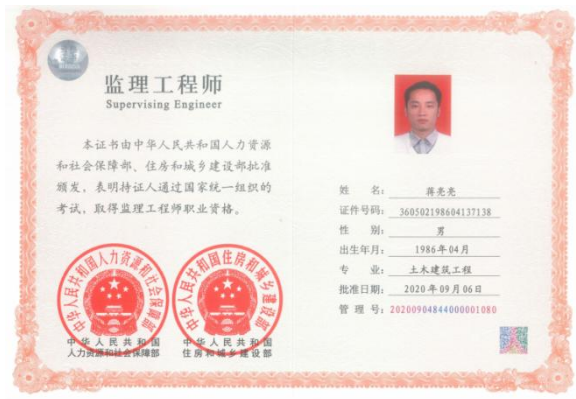 监理工程师
Supervising Engineer
本证书由中华人民共和国人力资源
和社会保障部、住房和城乡建设部批准
颁发，表明持证人通过国家统一组织的
考试，取得监理工程师职业资格。
中华人民共和国人力资源和社会保障部
中华人民共和国住房和城乡建设部
中华人民共和国
人力资源和社会保障部
中华人民共和国
住房和城乡建设部
姓 名： 蒋亮亮
证件号码： 360502198604137138
性 别： 男
出生年月： 1986年04月
专 业： 土木建筑工程
批准日期： 2020年09月06日
管 理 号： 20200904844000001080